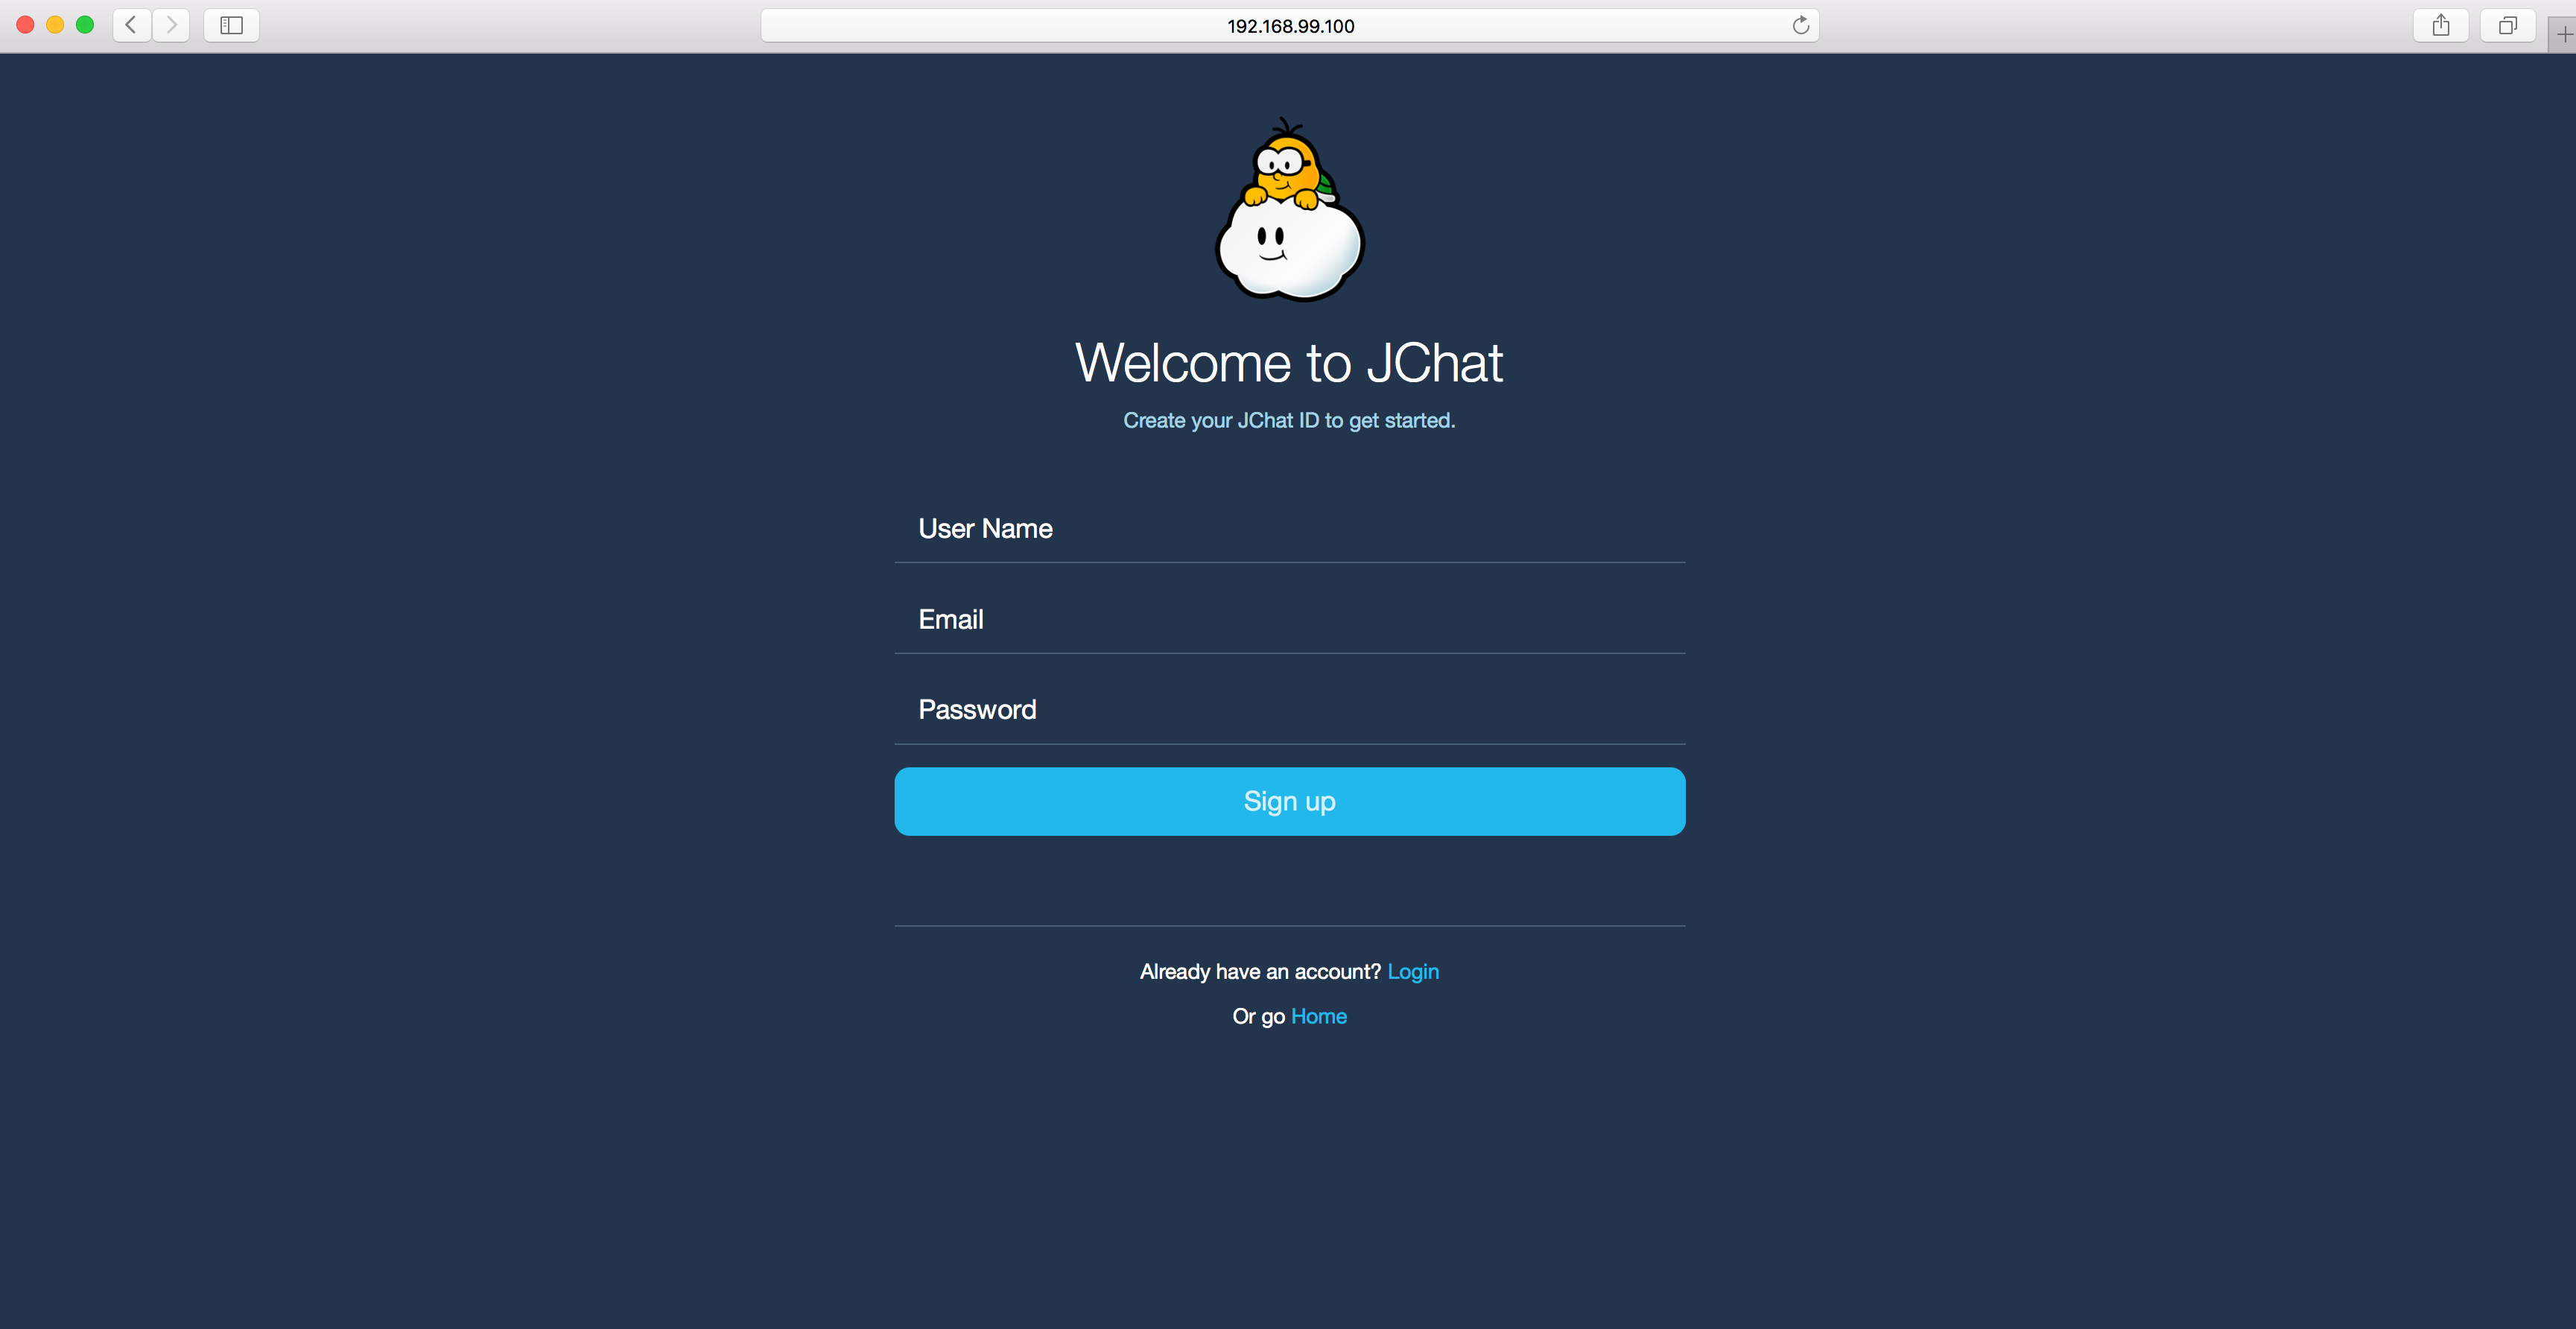 192.168.99.100
Welcome to JChat
Create your JChat ID to get started.
User Name
Email
Password
Sign up
Already have an account? Login
Or go Home